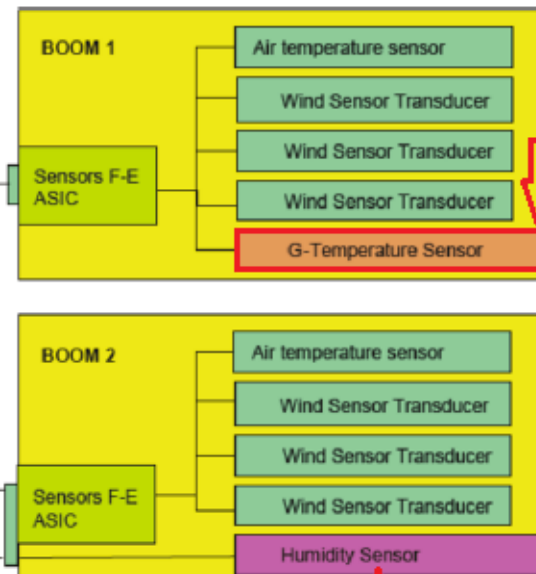 BOOM 1
Air temperature sensor
Wind Sensor Transducer
Wind Sensor Transducer
Sensors F-E
ASIC
Wind Sensor Transducer
G-Temperature Sensor
BOOM 2
Air temperature sensor
Wind Sensor Transducer
Wind Sensor Transducer
Sensors F-E
ASIC
Wind Sensor Transducer
Humidity Sensor